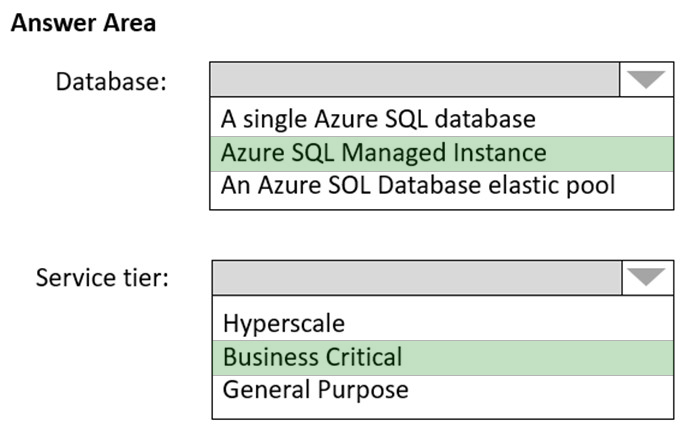 Answer Area
Database:
A single Azure SQL database
Azure SQL Managed Instance
An Azure SOL Database elastic pool
Service tier:
Hyperscale
Business Critical
General Purpose